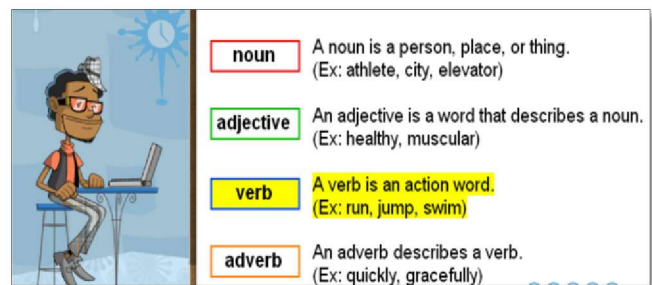 noun
A noun is a person, place, or thing.
(Ex: athlete, city, elevator)
adjective
An adjective is a word that describes a noun.
(Ex: healthy, muscular)
verb
A verb is an action word.
(Ex: run, jump, swim)
adverb
An adverb describes a verb.
(Ex: quickly, gracefully)